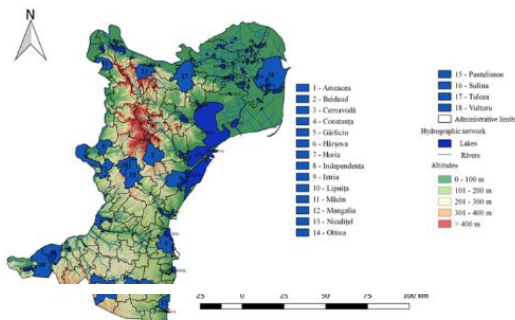 N
1 - Amzacea
2 - Beidaud
3 - Cernavodă
4 - Constanța
5 - Gârliciu
6 - Hârșova
7 - Horia
8 - Independența
9 - Istria
10 - Lipnița
11 - Măcin
12 - Mangalia
13 - Niculițel
14 - Oltina
15 - Pantelimon
16 - Sulina
17 - Tulcea
18 - Vulturu
Administrative limits
Hydrographic network
Lakes
Rivers
Altitudes
0 - 100 m
101 - 200 m
201 - 300 m
301 - 400 m
> 400 m
17
25 0 25 50 75 100 km